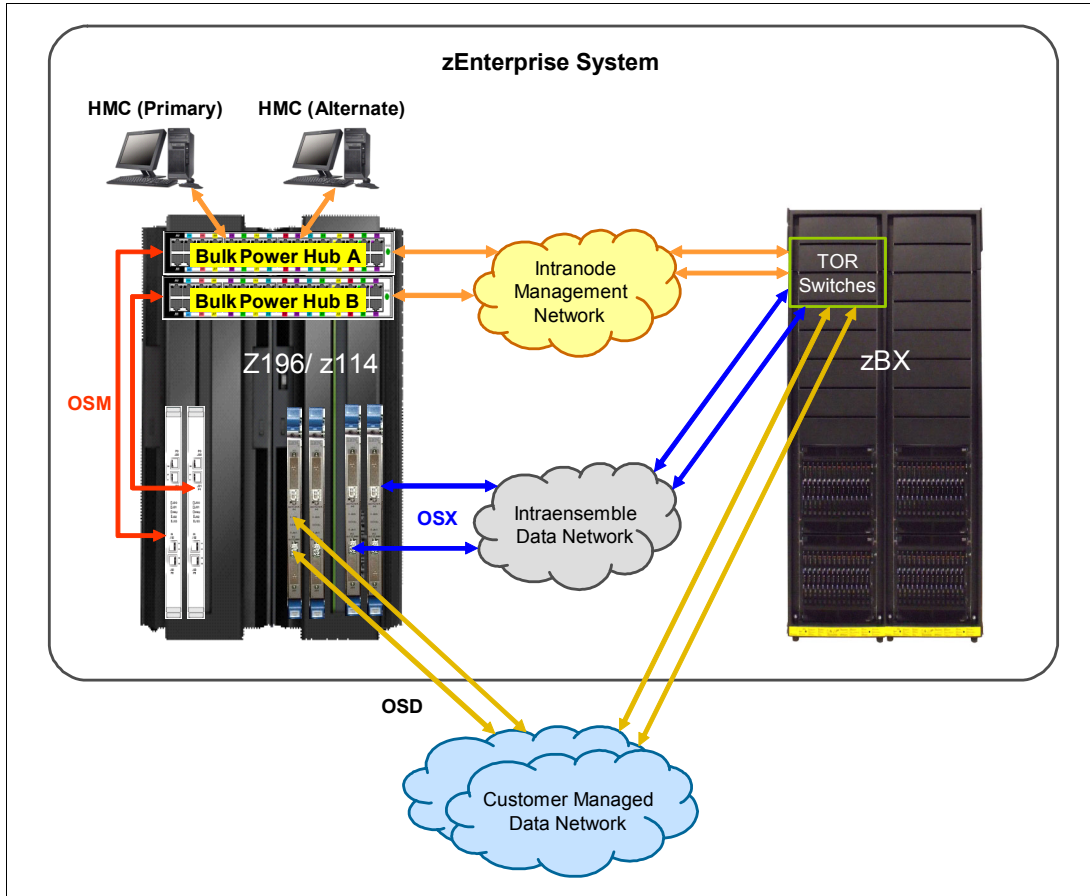 zEnterprise System
HMC (Primary)
HMC (Alternate)
Bulk Power Hub A
Bulk Power Hub B
Intranode
Management
Network
TOR
Switches
Z196/ z114
zBX
OSM
OSX
Intraensemble
Data Network
OSD
Customer Managed
Data Network